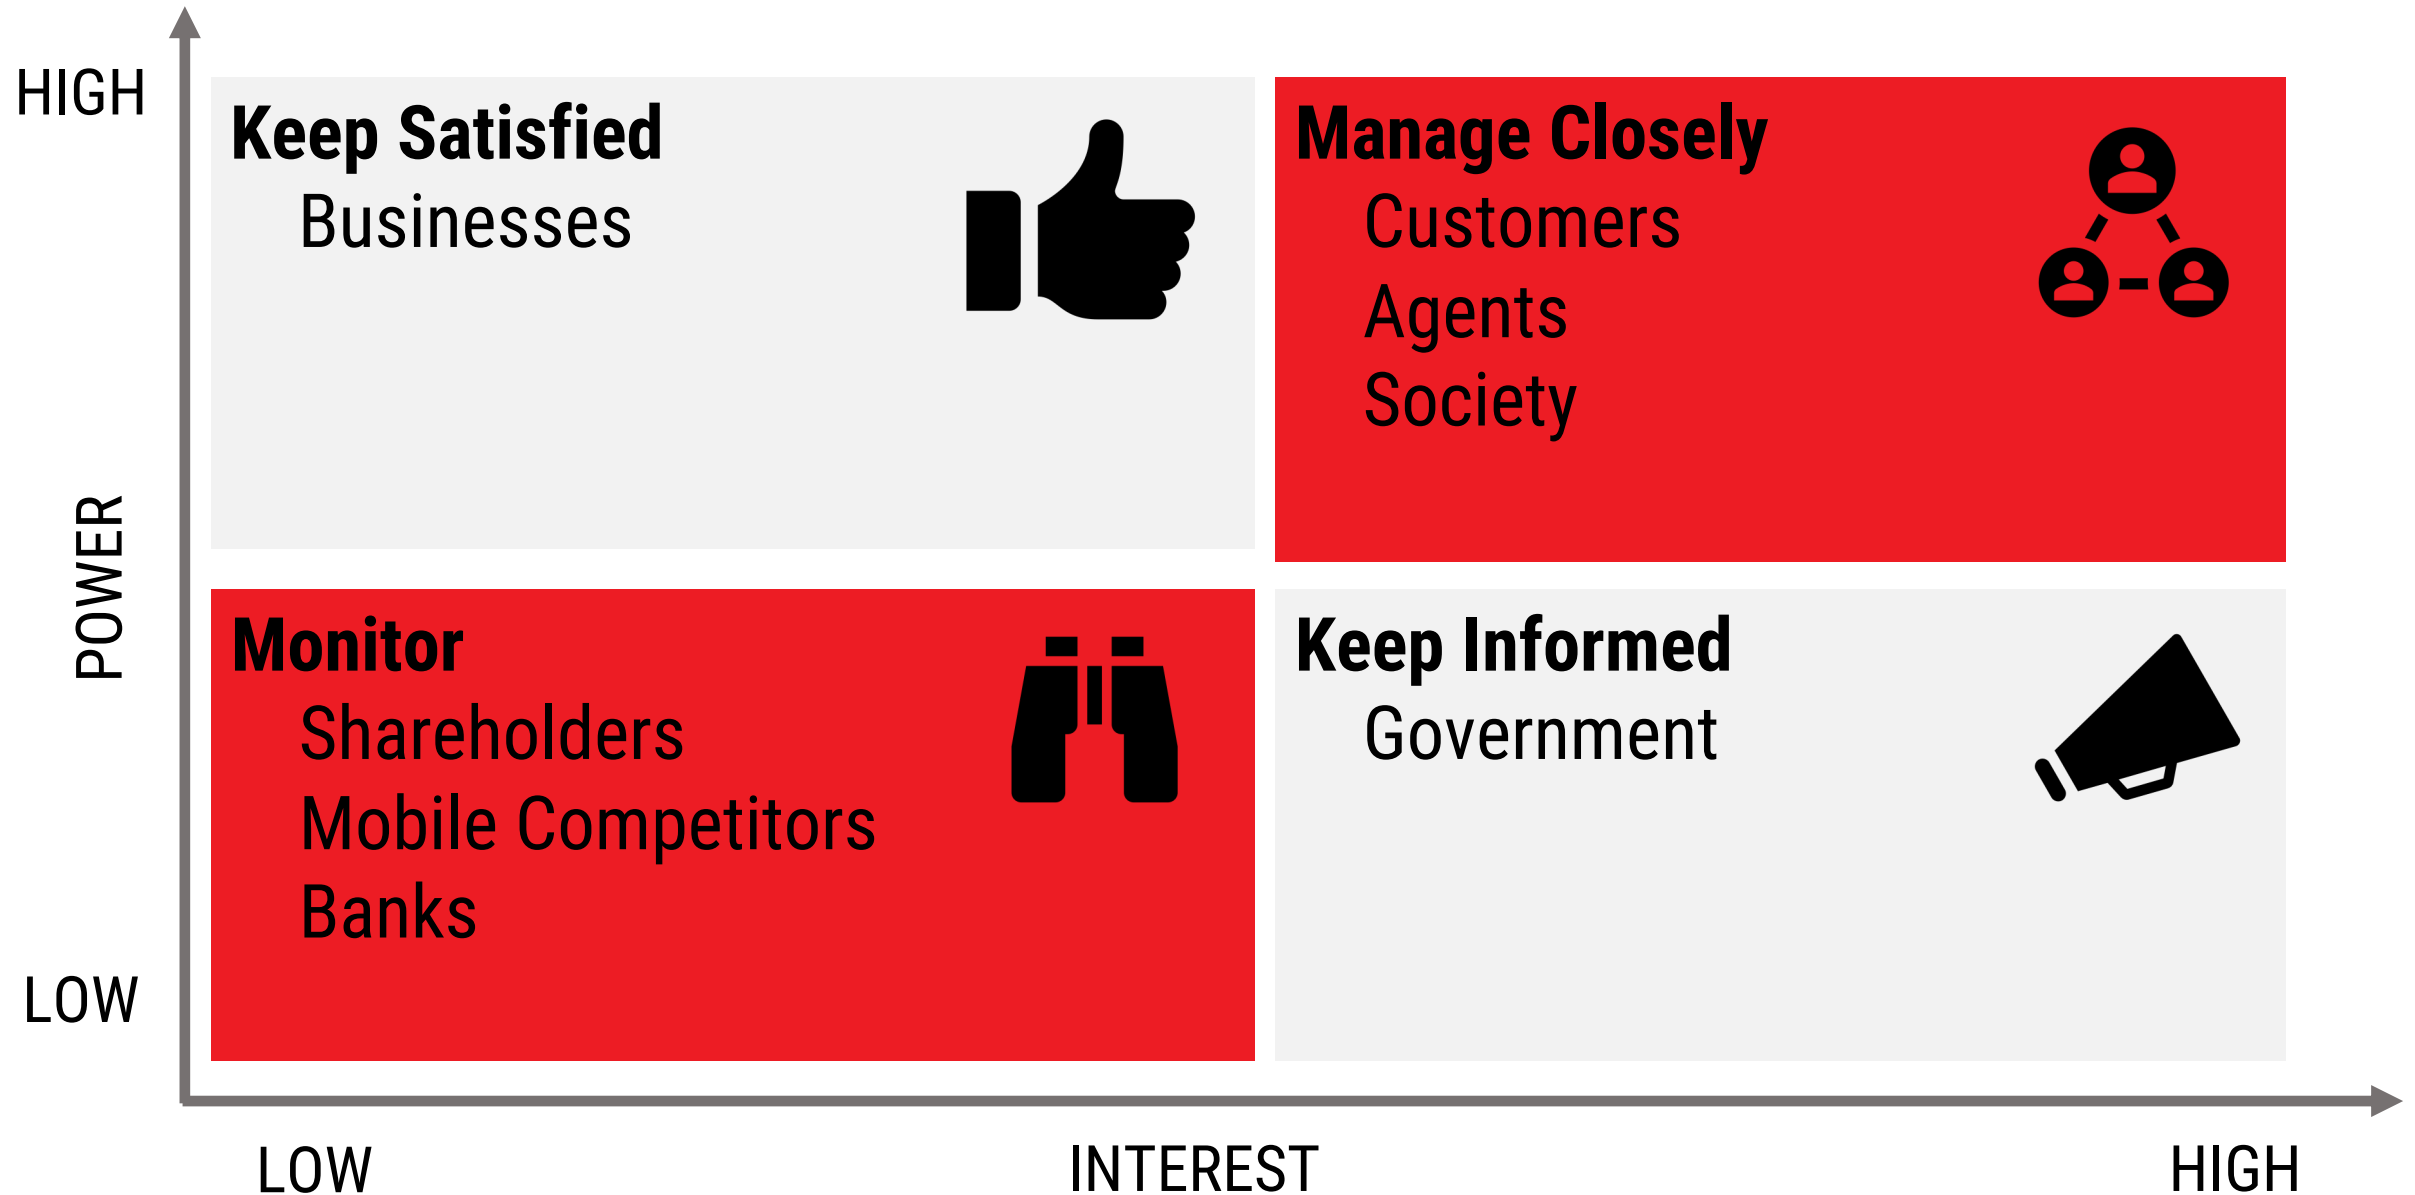 HIGH
Keep Satisfied
Businesses
Manage Closely
Customers
Agents
Society
POWER
Monitor
Shareholders
Mobile Competitors
Banks
Keep Informed
Government
LOW
LOW
INTEREST
HIGH